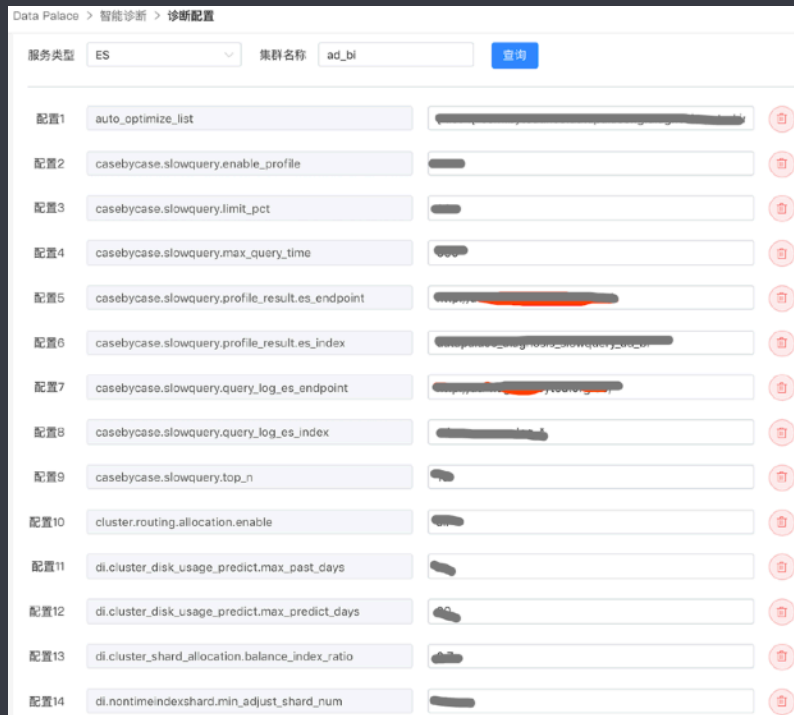 Data Palace > 智能诊断 > 诊断配置
服务类型 ES 集群名称 ad_bi 查询
配置1 auto_optimize_list
配置2 casebycase.slowquery.enable_profile
配置3 casebycase.slowquery.limit_pct
配置4 casebycase.slowquery.max_query_time
配置5 casebycase.slowquery.profile_result.es_endpoint
配置6 casebycase.slowquery.profile_result.es_index
配置7 casebycase.slowquery.query_log_es_endpoint
配置8 casebycase.slowquery.query_log_es_index
配置9 casebycase.slowquery.top_n
配置10 cluster.routing.allocation.enable
配置11 di.cluster_disk_usage_predict.max_past_days
配置12 di.cluster_disk_usage_predict.max_predict_days
配置13 di.cluster_shard_allocation.balance_index_ratio
配置14 di.nontimeindexshard.min_adjust_shard_num